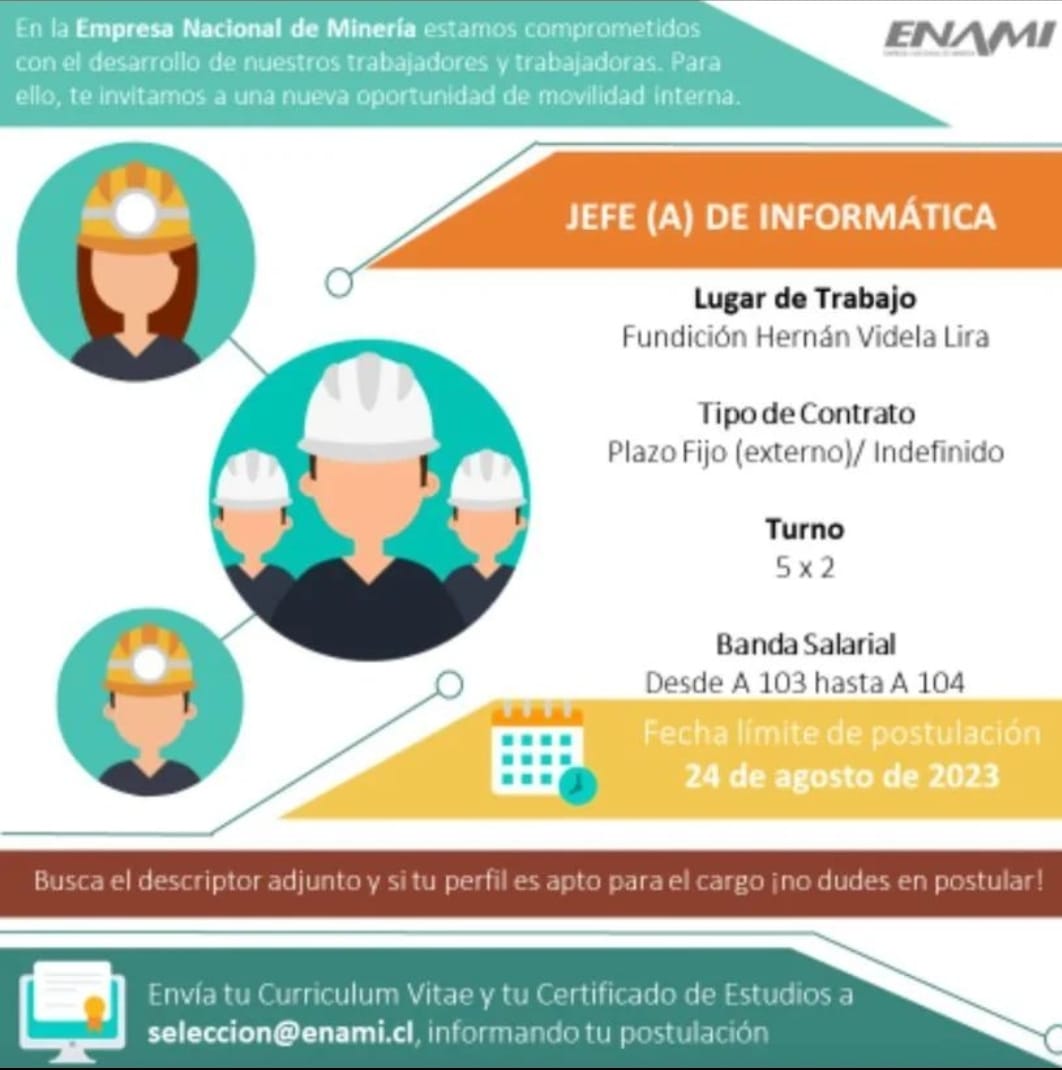 En la Empresa Nacional de Minería estamos comprometidos
con el desarrollo de nuestros trabajadores y trabajadoras. Para
ello, te invitamos a una nueva oportunidad de movilidad interna.
ENAMI
JEFE (A) DE INFORMÁTICA
Lugar de Trabajo
Fundición Hernán Videla Lira
Tipo de Contrato
Plazo Fijo (externo)/ Indefinido
Turno
5 x 2
Banda Salarial
Desde A 103 hasta A 104
Fecha límite de postulación
24 de agosto de 2023
Busca el descriptor adjunto y si tu perfil es apto para el cargo ¡no dudes en postular!
Envía tu Curriculum Vitae y tu Certificado de Estudios a
seleccion@enami.cl, informando tu postulación